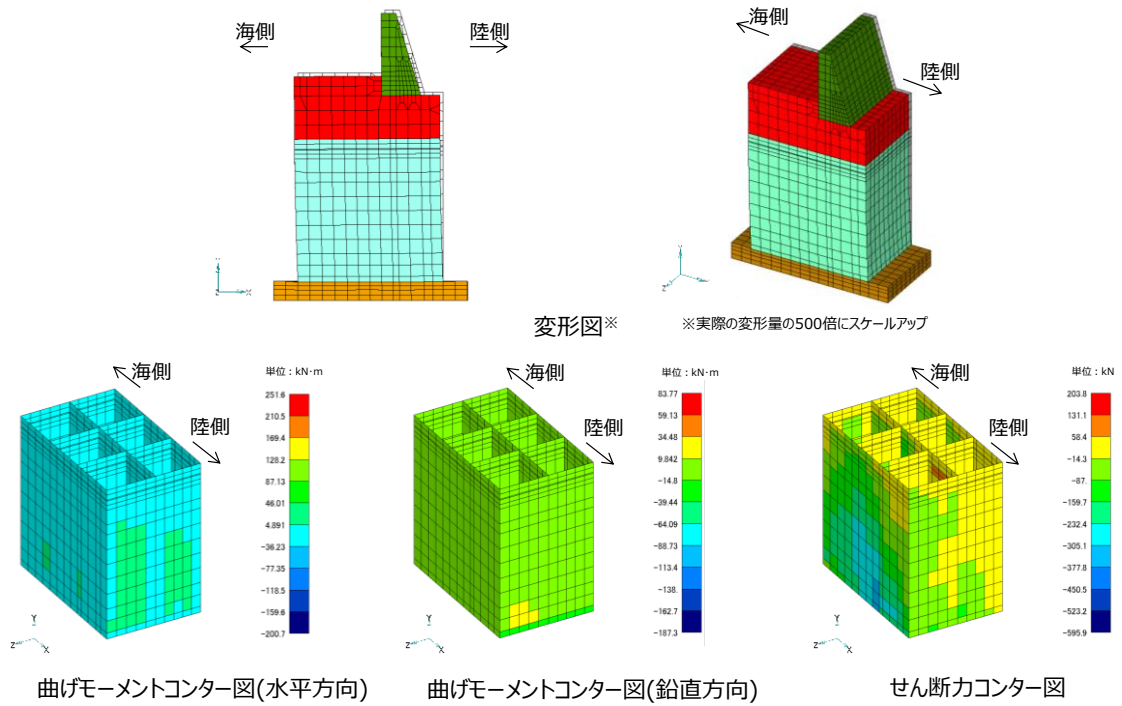 海側
陸側
海側
陸側
Y
Z
X
Y
Z
変形図※
※実際の変形量の500倍にスケールアップ
海側
陸側
単位：kN·m
251.6
210.5
169.4
128.2
87.13
46.01
4.891
-36.23
-77.35
-118.5
-159.6
-200.7
Y
Z
X
曲げモーメントコンター図(水平方向)
海側
陸側
単位：kN·m
83.77
59.13
34.48
9.842
-14.8
-39.44
-64.09
-88.73
-113.4
-138.
-162.7
-187.3
Y
Z
X
曲げモーメントコンター図(鉛直方向)
海側
陸側
単位：kN
203.8
131.1
58.4
-14.3
-87.
-159.7
-232.4
-305.1
-377.8
-450.5
-523.2
-595.9
Y
Z
X
せん断力コンター図